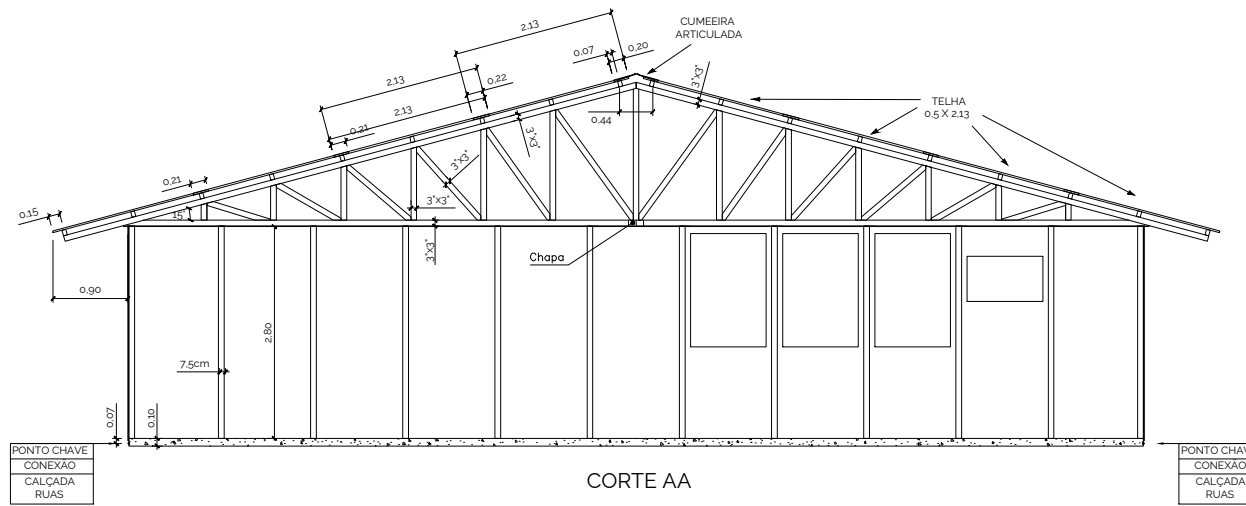 2.13
CUMEEIRA
ARTICULADA
0,07
0,20
2,13
0,22
3"x3"
TELHA
0.5 X 2,13
2,13
0,44
0,21
3"x3"
3"x3"
0,21
3"x3"
0.15
15°
3"x3"
Chapa
0,90
2,80
7,5cm
0,07
0,10
PONTO CHAVE
CONEXÃO
CALÇADA
RUAS
PONTO CHAV
CONEXÃO
CALÇADA
RUAS
CORTE AA